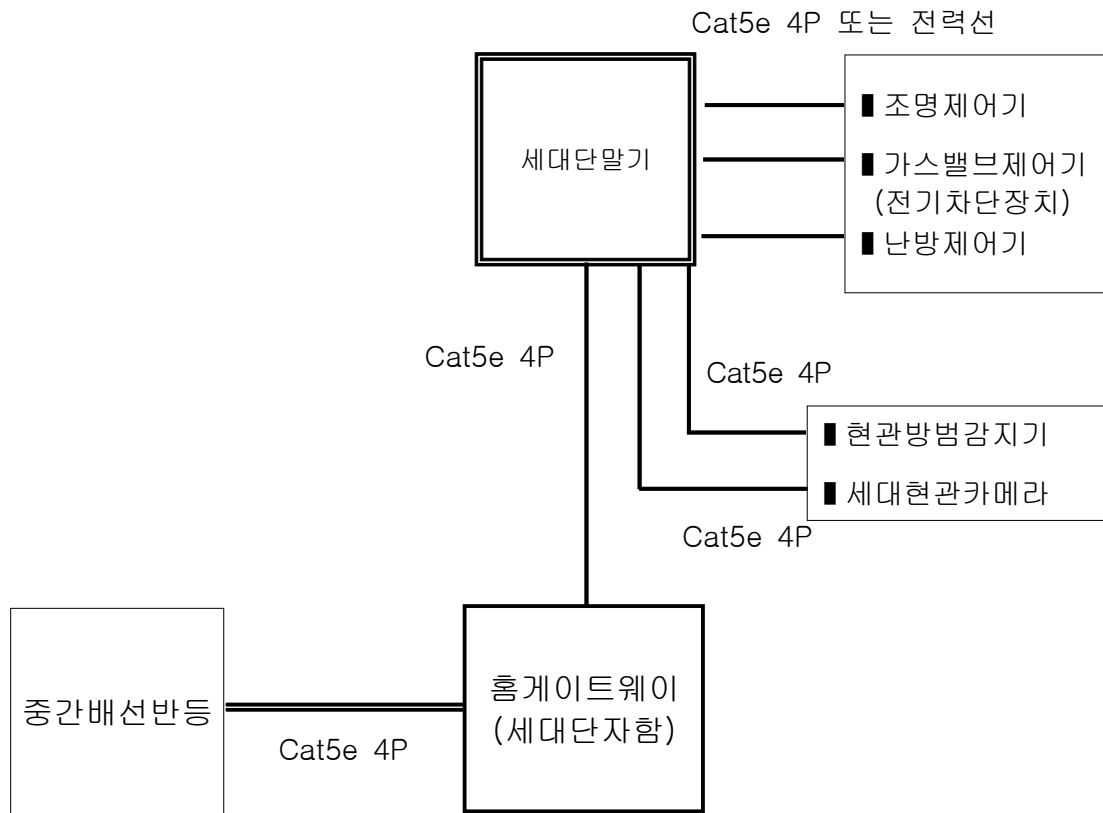 Cat5e 4P 또는 전력선
세대단말기
▮조명제어기
▮가스밸브제어기
(전기차단장치)
▮난방제어기
Cat5e 4P
Cat5e 4P
▮현관방범감지기
▮세대현관카메라
Cat5e 4P
중간배선반등
Cat5e 4P
홈게이트웨이
(세대단자함)